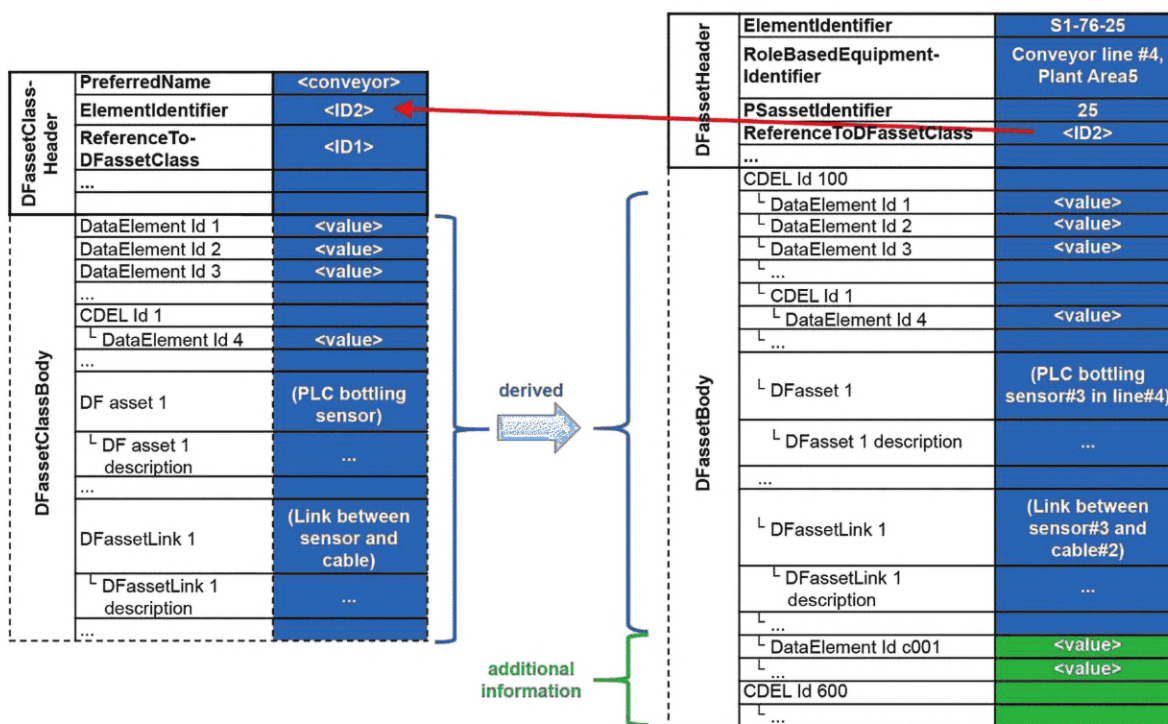 DFassetClass-
Header
PreferredName <conveyor>
ElementIdentifier <ID2>
ReferenceTo-
DFassetClass <ID1>
...
DFassetClassBody
DataElement Id 1 <value>
DataElement Id 2 <value>
DataElement Id 3 <value>
...
CDEL Id 1
└ DataElement Id 4 <value>
...
DF asset 1 (PLC bottling
sensor)
└ DF asset 1 ...
description
...
DFassetLink 1 (Link between
sensor and
cable)
└ DFassetLink 1 ...
description
...
derived
additional
information
DFassetHeader
ElementIdentifier S1-76-25
RoleBasedEquipment- Conveyor line #4,
Identifier Plant Area5
PSassetIdentifier 25
ReferenceToDFassetClass <ID2>
...
DFassetBody
CDEL Id 100
└ DataElement Id 1 <value>
└ DataElement Id 2 <value>
└ DataElement Id 3 <value>
└ ...
└ CDEL Id 1
└ DataElement Id 4 <value>
└ ...
└ DFasset 1 (PLC bottling
sensor#3 in line#4)
└ DFasset 1 description ...
...
└ DFassetLink 1 (Link between
sensor#3 and
cable#2)
└ DFassetLink 1 ...
description
└ ...
└ DataElement Id c001 <value>
└ ... <value>
CDEL Id 600
└ ...